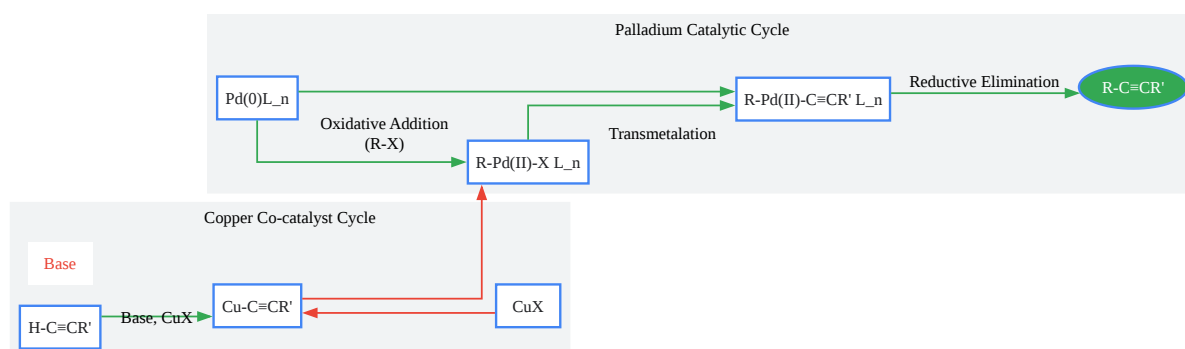 Palladium Catalytic Cycle
Pd(0)L_n
Oxidative Addition
(R-X)
R-Pd(II)-X L_n
Transmetalation
R-Pd(II)-C≡CR' L_n
Reductive Elimination
R-C≡CR'
Copper Co-catalyst Cycle
Base
H-C≡CR'
Base, CuX
Cu-C≡CR'
CuX